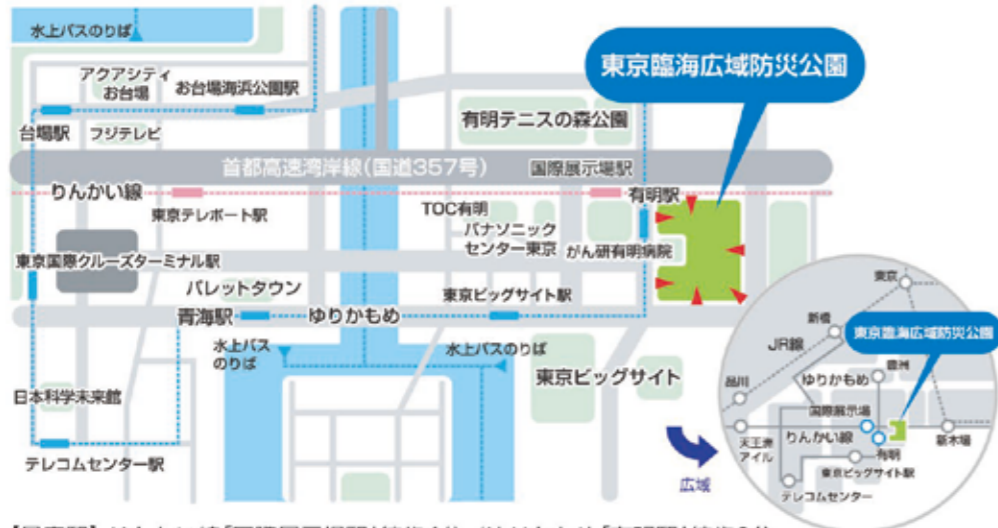 水上バスのりば
アクアシティ
お台場
お台場海浜公園駅
東京臨海広域防災公園
台場駅
フジテレビ
有明テニスの森公園
首都高速湾岸線(国道357号)
国際展示場駅
りんかい線
有明駅
東京テレポート駅
TOC有明
パナソニック
センター東京
がん研有明病院
東京国際クルーズターミナル駅
パレットタウン
東京ビッグサイト駅
青海駅
ゆりかもめ
水上バス
のりば
水上バスのりば
東京ビッグサイト
日本科学未来館
テレコムセンター駅
広域
東京
新橋
JR線
東京臨海広域防災公園
豊洲
品川
ゆりかもめ
国際展示場
りんかい線
天王洲
アイル
有明
新木場
東京ビッグサイト駅
テレコムセンター